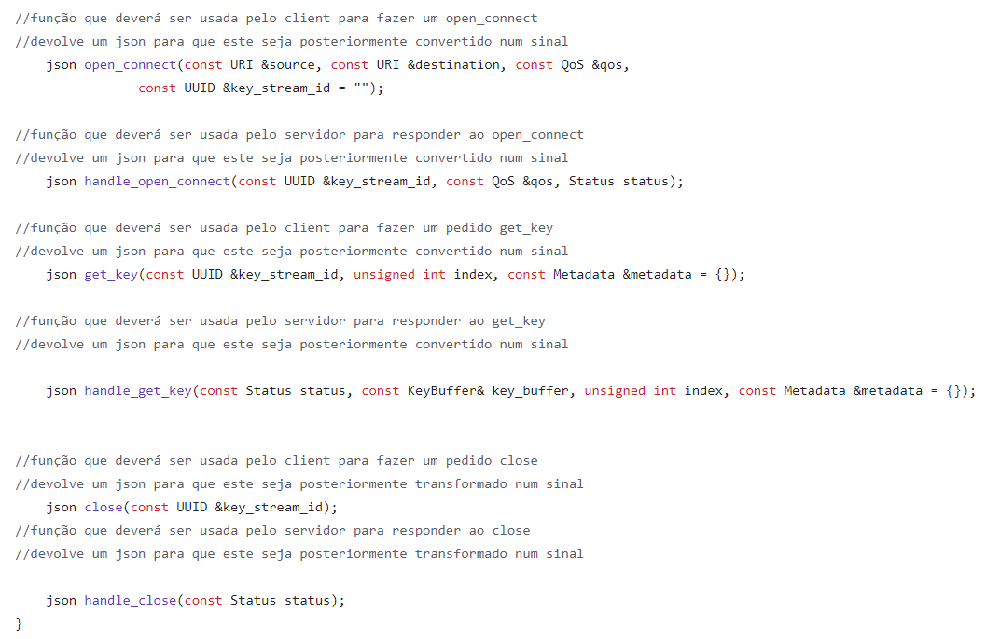 //função que deverá ser usada pelo client para fazer um open_connect
//devolve um json para que este seja posteriormente convertido num sinal
    json open_connect(const URI &source, const URI &destination, const QoS &qos,
                const UUID &key_stream_id = "");

//função que deverá ser usada pelo servidor para responder ao open_connect
//devolve um json para que este seja posteriormente convertido num sinal
    json handle_open_connect(const UUID &key_stream_id, const QoS &qos, Status status);

//função que deverá ser usada pelo client para fazer um pedido get_key
//devolve um json para que este seja posteriormente convertido num sinal
    json get_key(const UUID &key_stream_id, unsigned int index, const Metadata &metadata = {});

//função que deverá ser usada pelo servidor para responder ao get_key
//devolve um json para que este seja posteriormente convertido num sinal

    json handle_get_key(const Status status, const KeyBuffer& key_buffer, unsigned int index, const Metadata &metadata = {});


//função que deverá ser usada pelo client para fazer um pedido close
//devolve um json para que este seja posteriormente transformado num sinal
    json close(const UUID &key_stream_id);
//função que deverá ser usada pelo servidor para responder ao close
//devolve um json para que este seja posteriormente transformado num sinal

    json handle_close(const Status status);
}